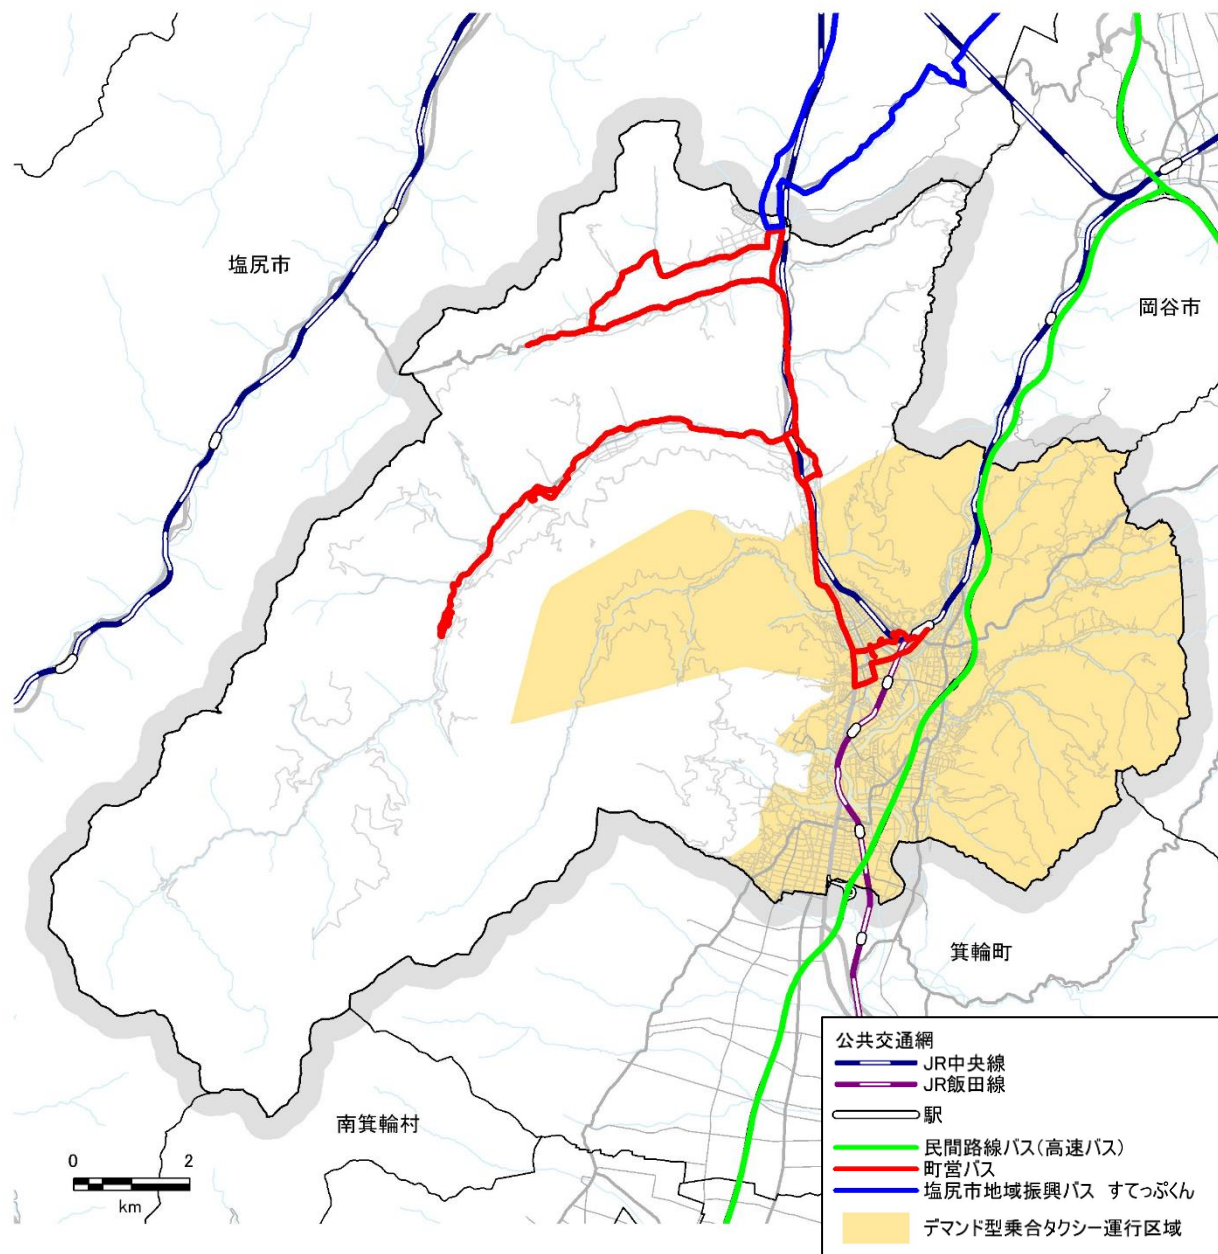 塩尻市
岡谷市
箕輪町
南箕輪村
0 2
km
公共交通網
JR中央線
JR飯田線
駅
民間路線バス(高速バス)
町営バス
塩尻市地域振興バス すてっぷくん
デマンド型乗合タクシー運行区域